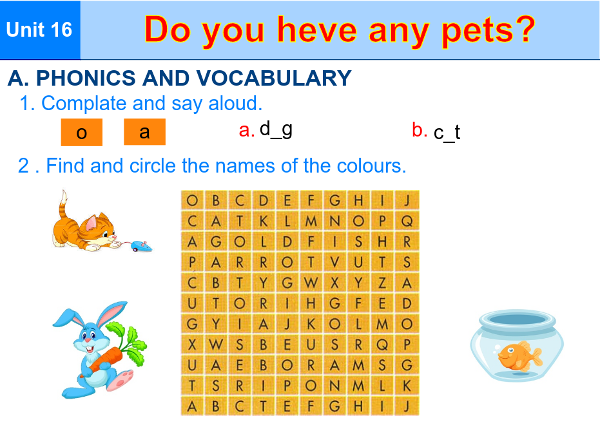 Unit 16
Do you heve any pets?
A. PHONICS AND VOCABULARY
1. Complate and say aloud.
o a a. d_g b. c_t
2 . Find and circle the names of the colours.
O B C D E F G H I J
C A T K L M N O P Q
A G O L D F I S H R
P A R R O T V U T S
C B T Y G W X Y Z A
U T O R I H G F E D
G Y I A J K O L M O
X W S B E U S R Q P
U A E B O R A M S G
T S R I P O N M L K
A B C T E F G H I J